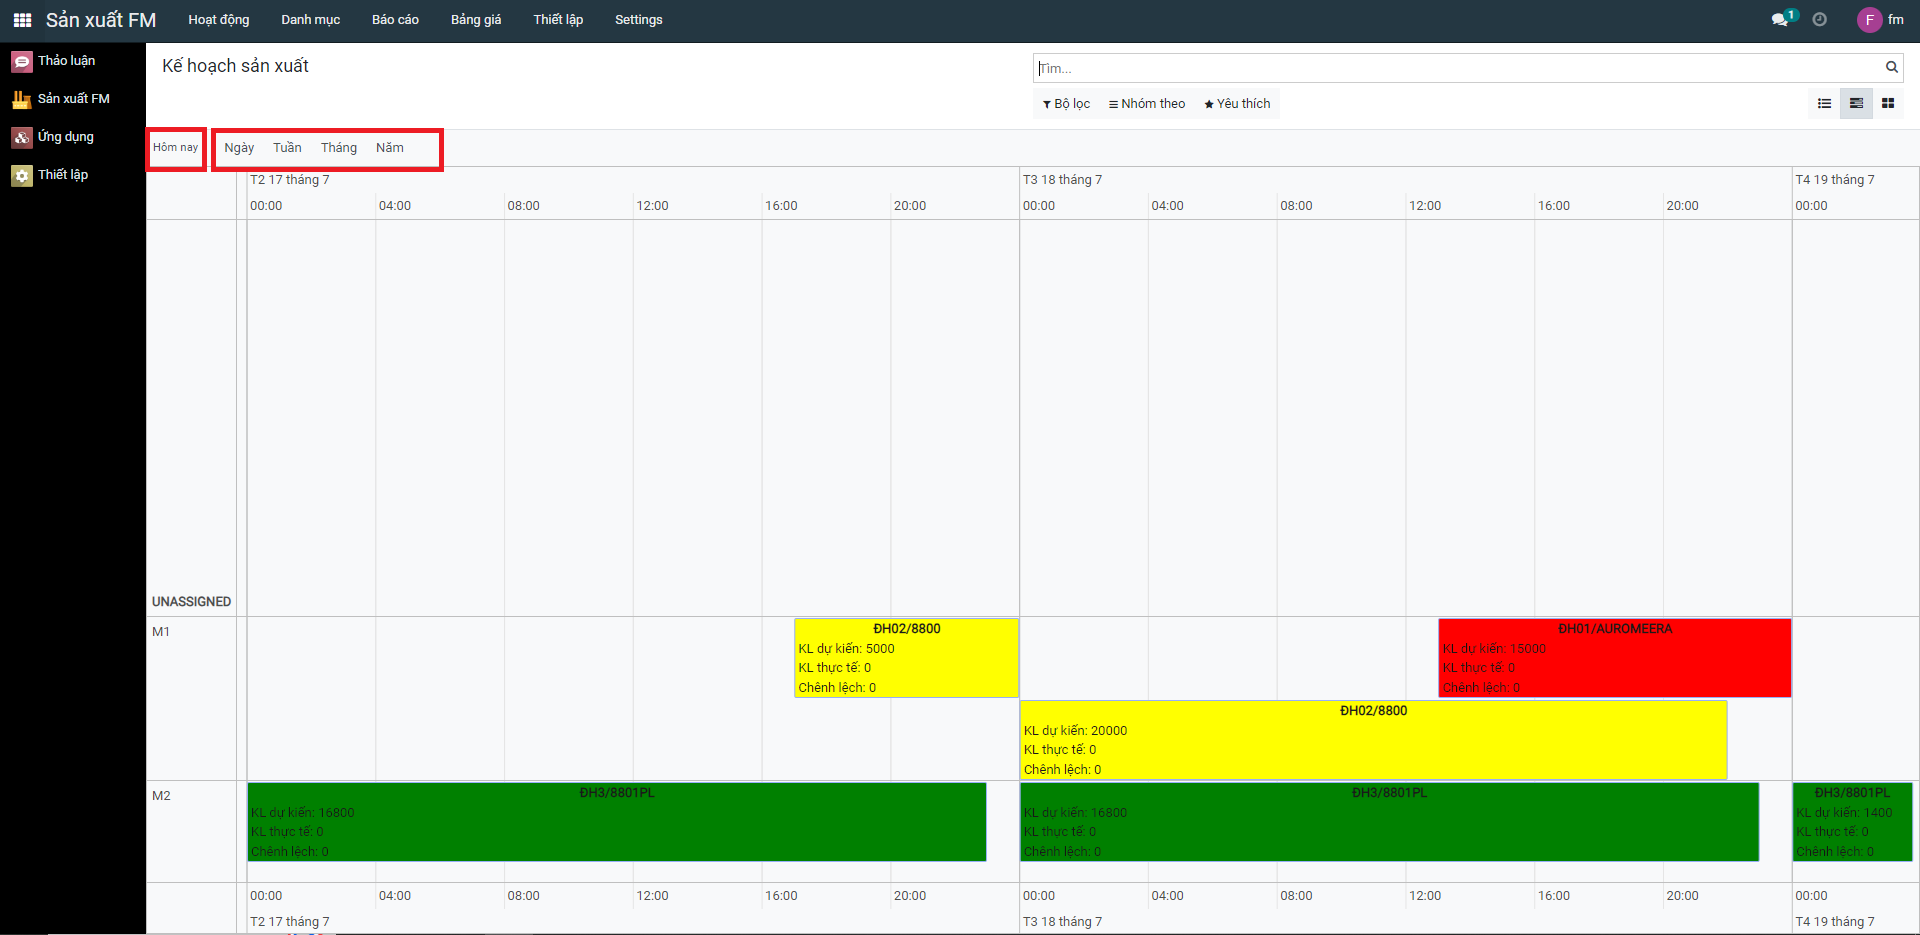 Sản xuất FM Hoạt động Danh mục Báo cáo Bảng giá Thiết lập Settings 1 F fm
Thảo luận
Sản xuất FM
Ứng dụng
Thiết lập
Kế hoạch sản xuất
Tìm...
Bộ lọc Nhóm theo Yêu thích
Hôm nay Ngày Tuần Tháng Năm
T2 17 tháng 7 T3 18 tháng 7 T4 19 tháng 7
00:00 04:00 08:00 12:00 16:00 20:00 00:00 04:00 08:00 12:00 16:00 20:00 00:00
UNASSIGNED
M1
ĐH02/8800
KL dự kiến: 5000
KL thực tế: 0
Chênh lệch: 0
ĐH01/AUROMEERA
KL dự kiến: 15000
KL thực tế: 0
Chênh lệch: 0
ĐH02/8800
KL dự kiến: 20000
KL thực tế: 0
Chênh lệch: 0
M2
ĐH3/8801PL
KL dự kiến: 16800
KL thực tế: 0
Chênh lệch: 0
ĐH3/8801PL
KL dự kiến: 16800
KL thực tế: 0
Chênh lệch: 0
ĐH3/8801PL
KL dự kiến: 1400
KL thực tế: 0
Chênh lệch: 0
00:00 04:00 08:00 12:00 16:00 20:00 00:00 04:00 08:00 12:00 16:00 20:00 00:00
T2 17 tháng 7 T3 18 tháng 7 T4 19 tháng 7